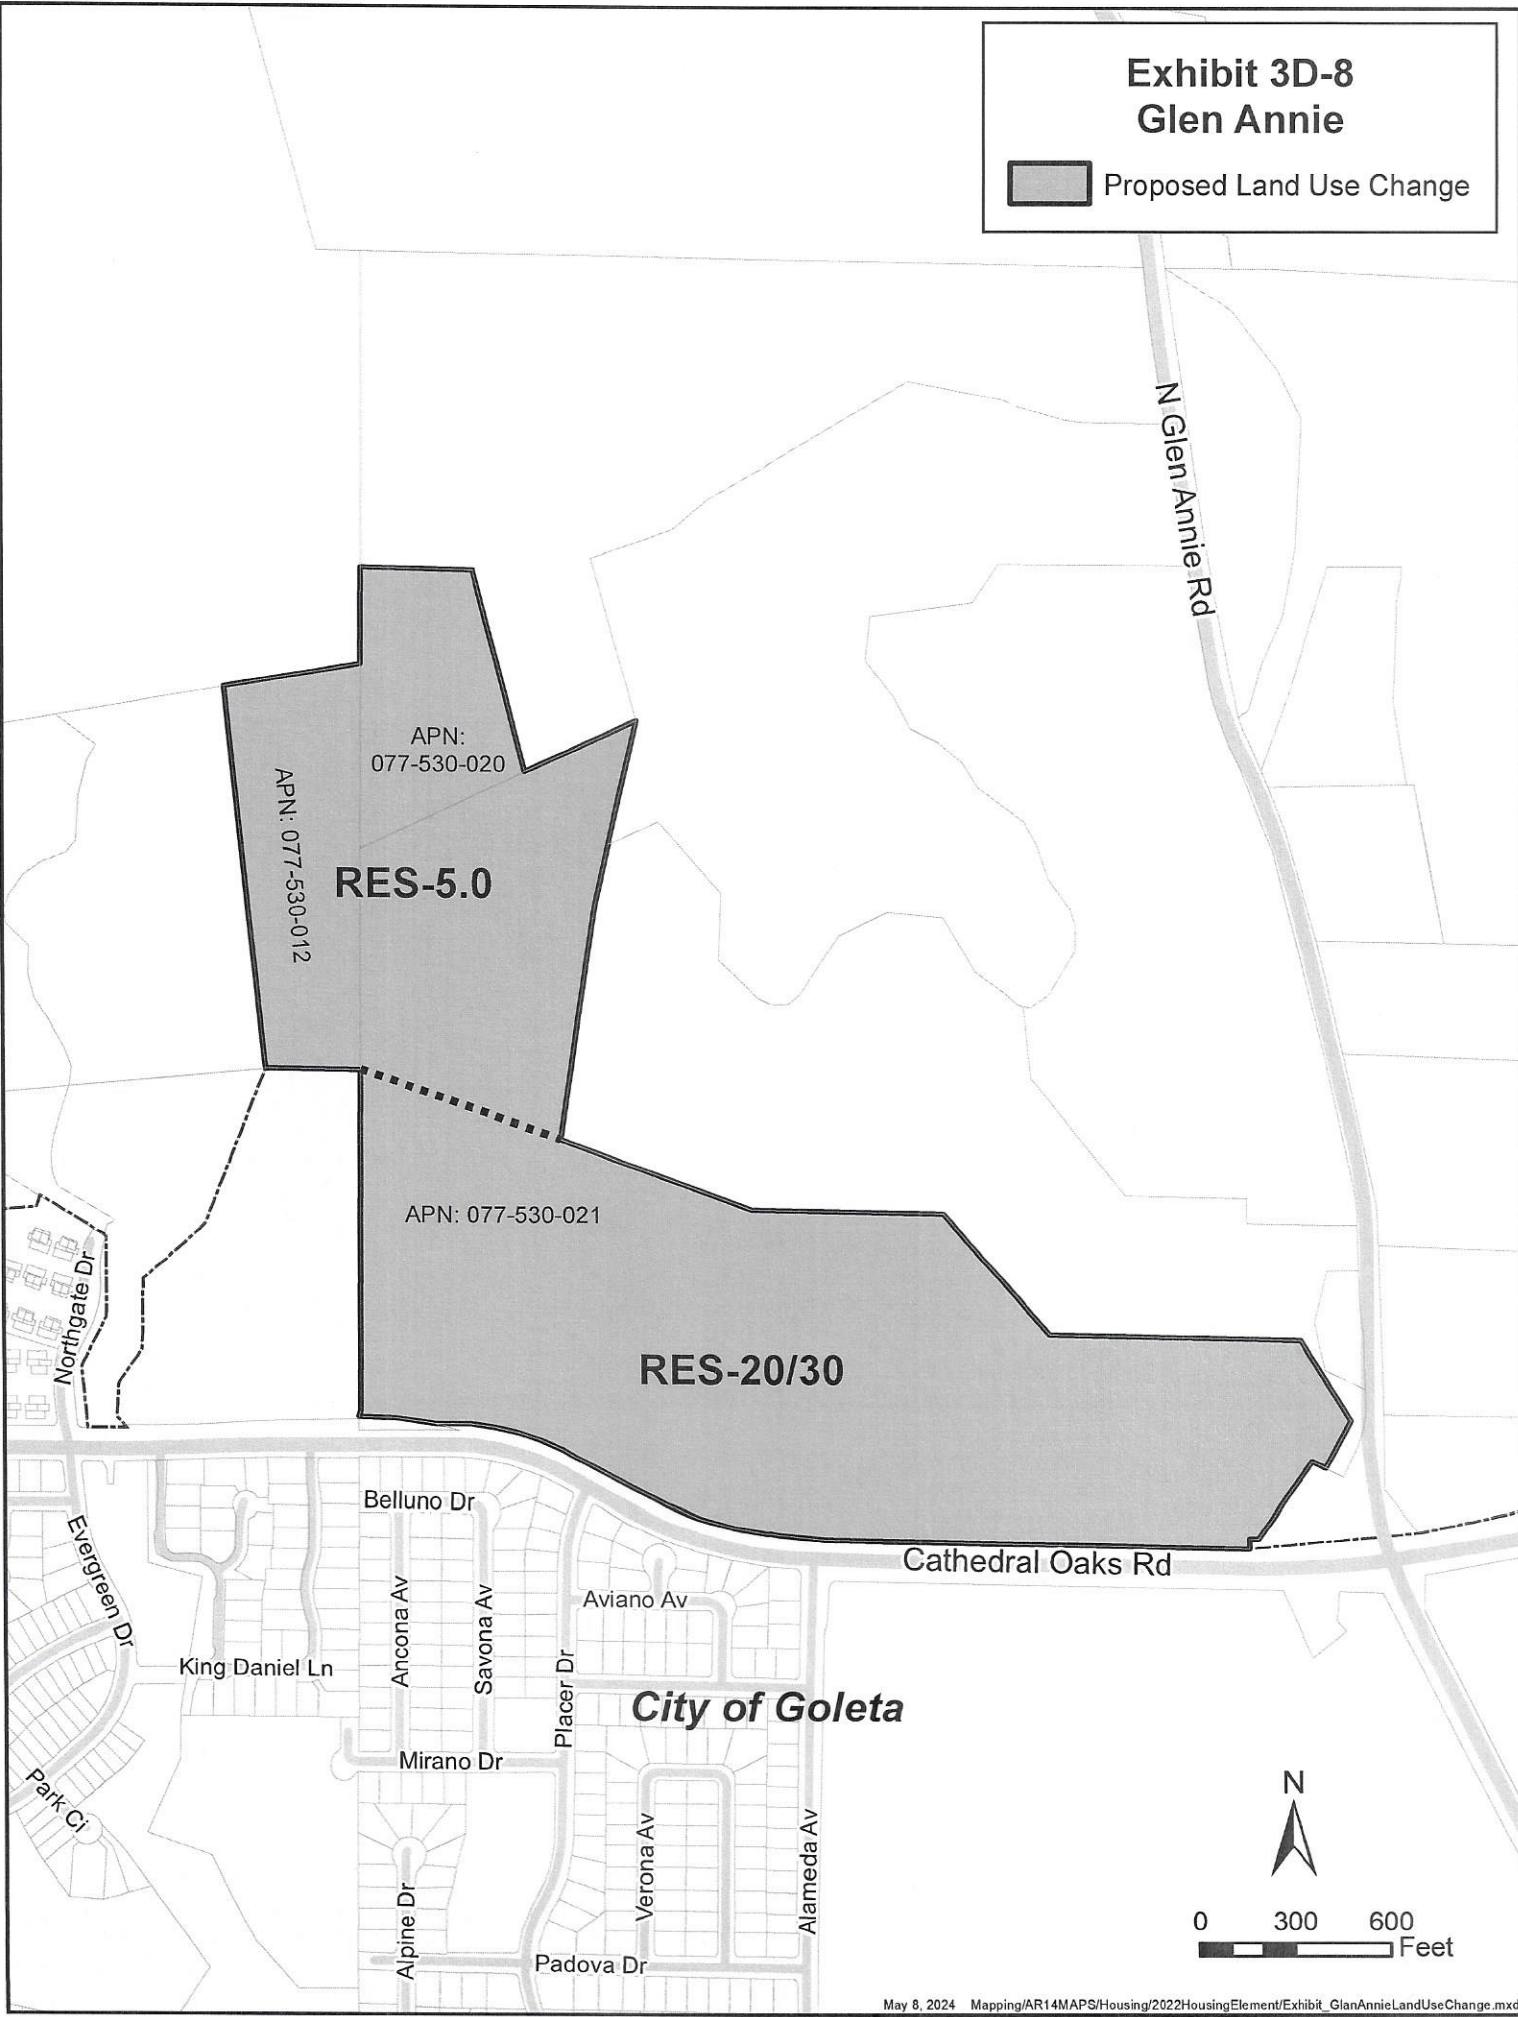 Exhibit 3D-8
Glen Annie
Proposed Land Use Change
N Glen Annie Rd
APN:
077-530-020
APN: 077-530-012
RES-5.0
APN: 077-530-021
Northgate Dr
RES-20/30
Cathedral Oaks Rd
Belluno Dr
Evergreen Dr
Ancona Av
Savona Av
Aviano Av
King Daniel Ln
Placer Dr
City of Goleta
Mirano Dr
Park Ci
Verona Av
Alameda Av
Alpine Dr
Padova Dr
N
0 300 600
Feet
May 8, 2024 Mapping/AR14MAPS/Housing/2022HousingElement/Exhibit_GlanAnnieLandUseChange.mxd